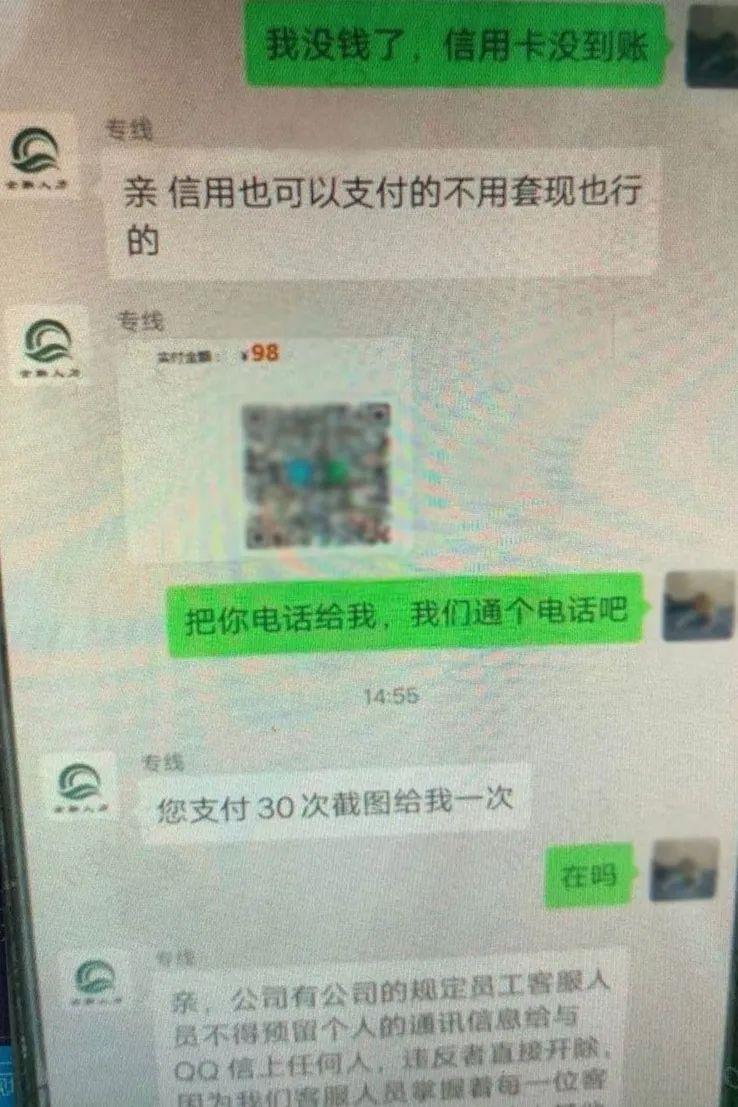 我没钱了，信用卡没到账
专线
亲 信用也可以支付的不用套现也行
的
专线
实付金额： ¥98
把你电话给我，我们通个电话吧
14:55
专线
您支付 30 次截图给我一次
在吗
专线
亲，公司有公司的规定员工客服人
员不得预留个人的通讯信息给与
QQ 信上任何人，违反者直接开除，
因为我们客服人员掌握着每一位客